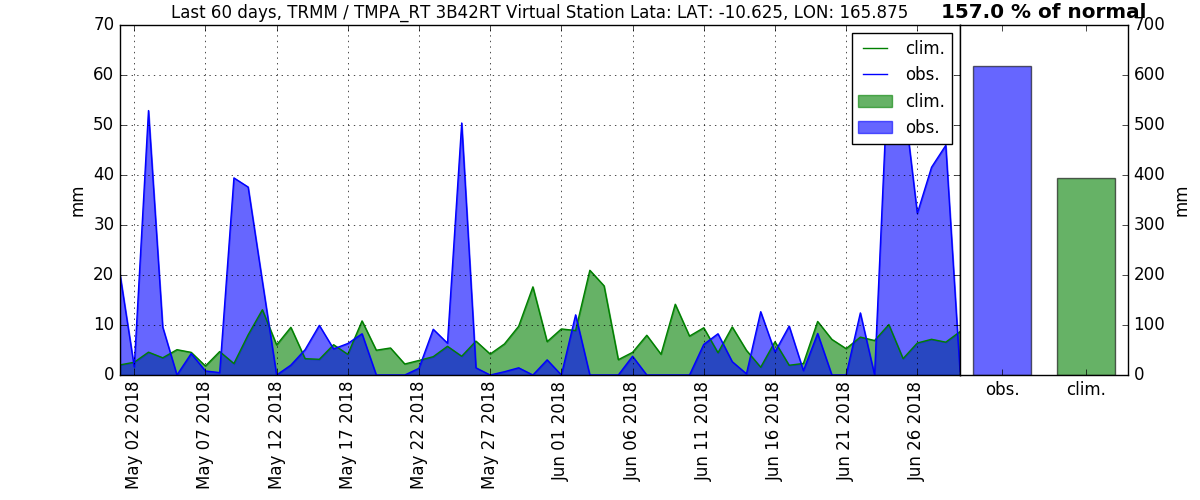 Last 60 days, TRMM / TMPA_RT 3B42RT Virtual Station Lata: LAT: -10.625, LON: 165.875
157.0 % of normal
70
60
50
40
30
20
10
0
mm
clim.
obs.
clim.
obs.
700
600
500
400
300
200
100
0
mm
obs.
clim.
May 02 2018
May 07 2018
May 12 2018
May 17 2018
May 22 2018
May 27 2018
Jun 01 2018
Jun 06 2018
Jun 11 2018
Jun 16 2018
Jun 21 2018
Jun 26 2018